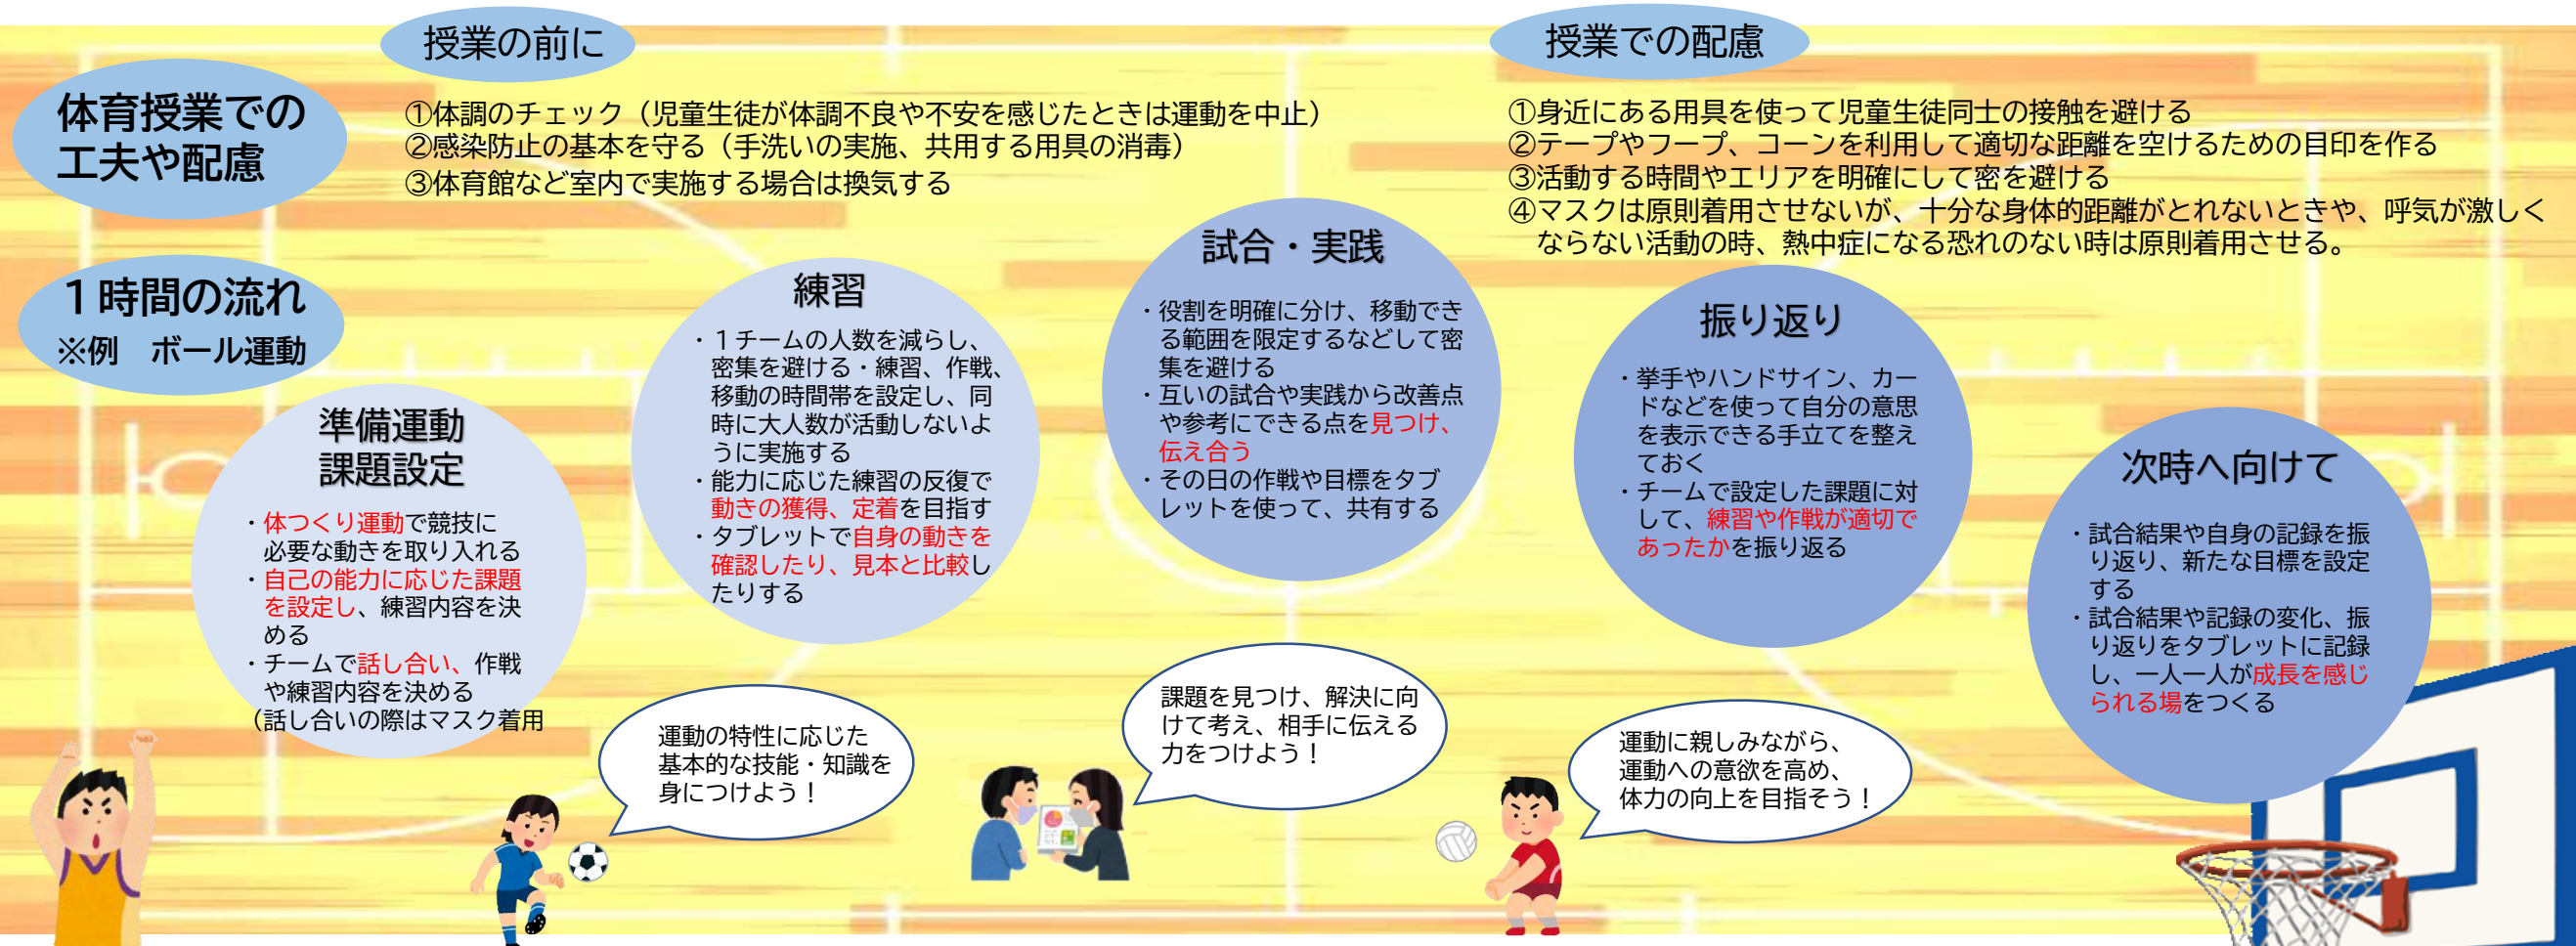 体育授業での
工夫や配慮
授業の前に
①体調のチェック（児童生徒が体調不良や不安を感じたときは運動を中止）
②感染防止の基本を守る（手洗いの実施、共用する用具の消毒）
③体育館など室内で実施する場合は換気する
授業での配慮
①身近にある用具を使って児童生徒同士の接触を避ける
②テープやフープ、コーンを利用して適切な距離を空けるための目印を作る
③活動する時間やエリアを明確にして密を避ける
④マスクは原則着用させないが、十分な身体的距離がとれないときや、呼気が激しく
ならない活動の時、熱中症になる恐れのない時は原則着用させる。
１時間の流れ
※例　ボール運動
準備運動
課題設定
・体つくり運動で競技に
必要な動きを取り入れる
・自己の能力に応じた課題
を設定し、練習内容を決
める
・チームで話し合い、作戦
や練習内容を決める
（話し合いの際はマスク着用
練習
・１チームの人数を減らし、
密集を避ける・練習、作戦、
移動の時間帯を設定し、同
時に大人数が活動しないよ
うに実施する
・能力に応じた練習の反復で
動きの獲得、定着を目指す
・タブレットで自身の動きを
確認したり、見本と比較し
たりする
試合・実践
・役割を明確に分け、移動でき
る範囲を限定するなどして密
集を避ける
・互いの試合や実践から改善点
や参考にできる点を見つけ、
伝え合う
・その日の作戦や目標をタブ
レットを使って、共有する
振り返り
・挙手やハンドサイン、カー
ドなどを使って自分の意思
を表示できる手立てを整え
ておく
・チームで設定した課題に対
して、練習や作戦が適切で
あったかを振り返る
次時へ向けて
・試合結果や自身の記録を振
り返り、新たな目標を設定
する
・試合結果や記録の変化、振
り返りをタブレットに記録
し、一人一人が成長を感じ
られる場をつくる
運動の特性に応じた
基本的な技能・知識を
身につけよう！
課題を見つけ、解決に向
けて考え、相手に伝える
力をつけよう！
運動に親しみながら、
運動への意欲を高め、
体力の向上を目指そう！